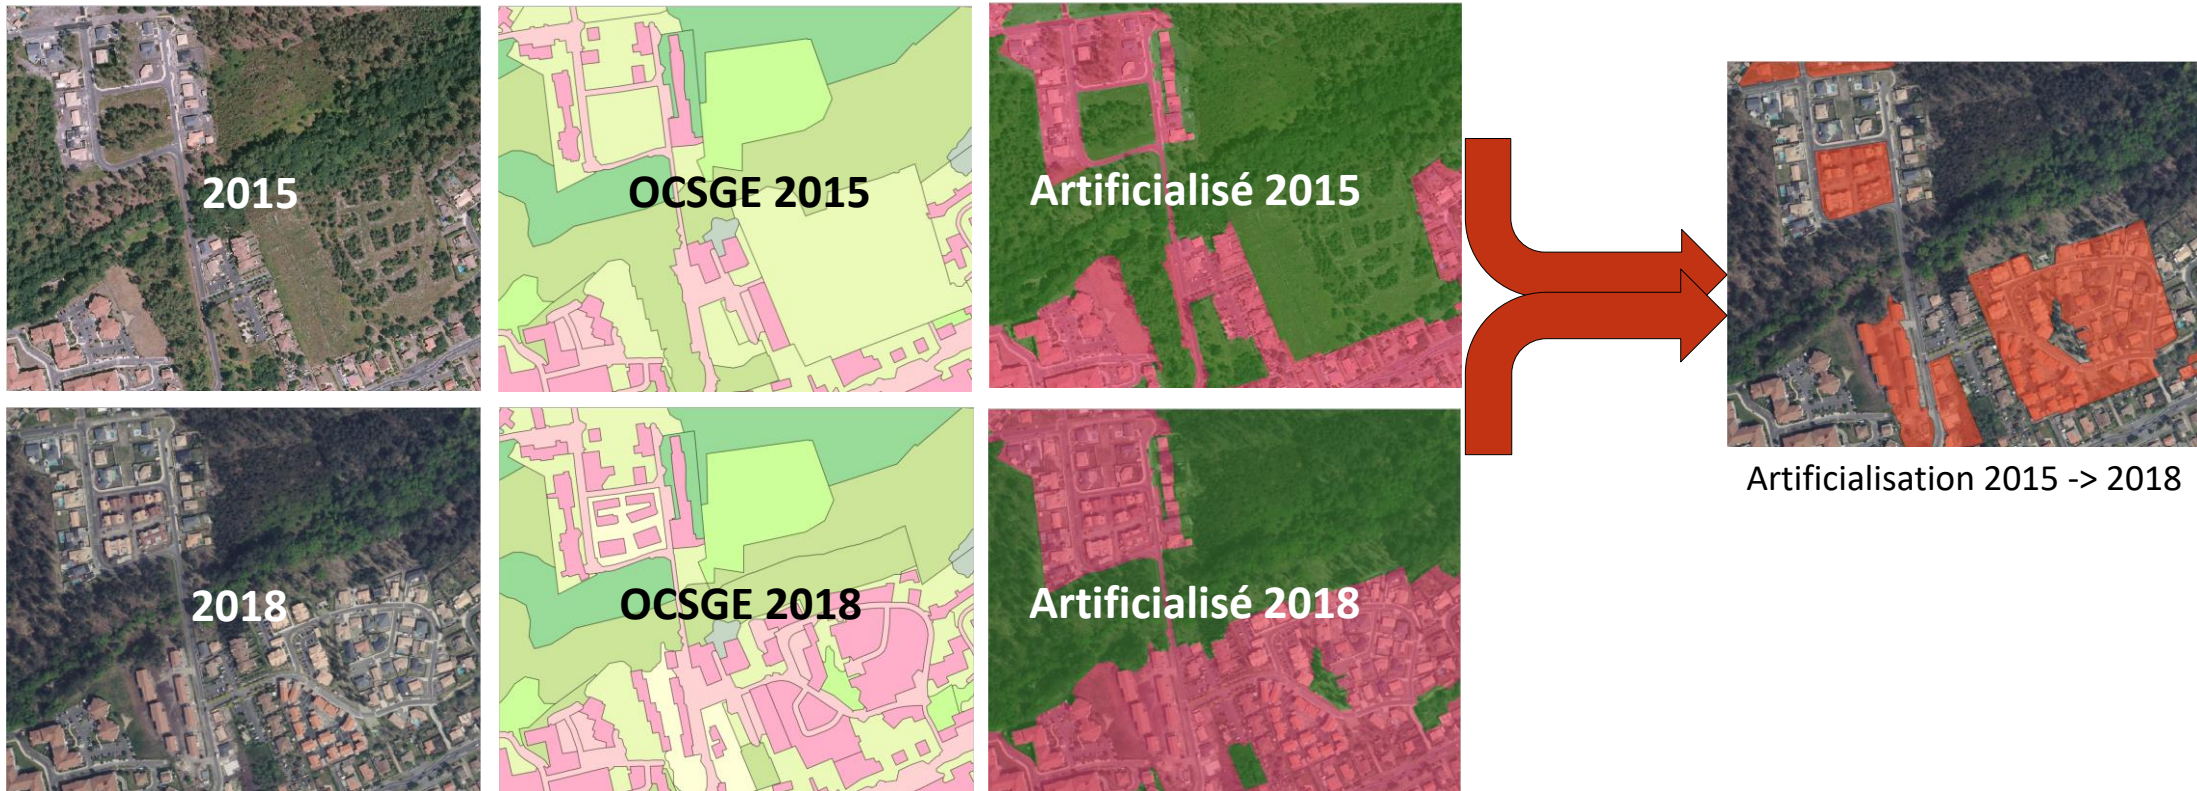 2015
OCSGE 2015
Artificialisé 2015
Artificialisation 2015 -> 2018
2018
OCSGE 2018
Artificialisé 2018